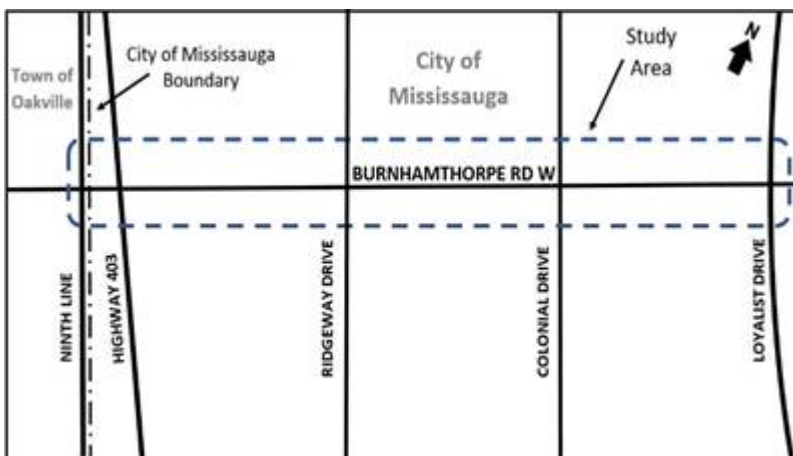 Town of
Oakville
City of Mississauga
Boundary
City of
Mississauga
Study
Area
N
BURNHAMTHORPE RD W
NINTH LINE
HIGHWAY 403
RIDGEWAY DRIVE
COLONIAL DRIVE
LOYALIST DRIVE